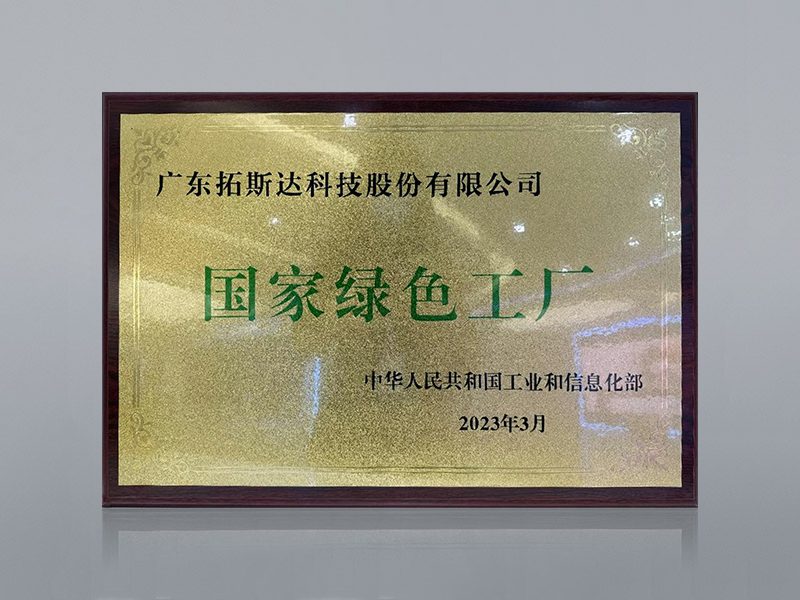 广东拓斯达科技股份有限公司
国家绿色工厂
中华人民共和国工业和信息化部
2023年3月